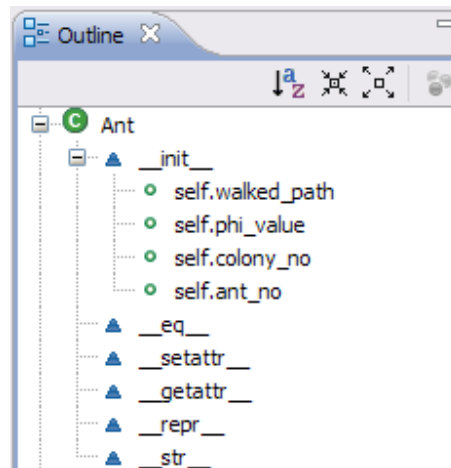 Outline
a
z
C Ant
__init__
self.walked_path
self.phi_value
self.colony_no
self.ant_no
__eq__
__setattr__
__getattr__
__repr__
__str__